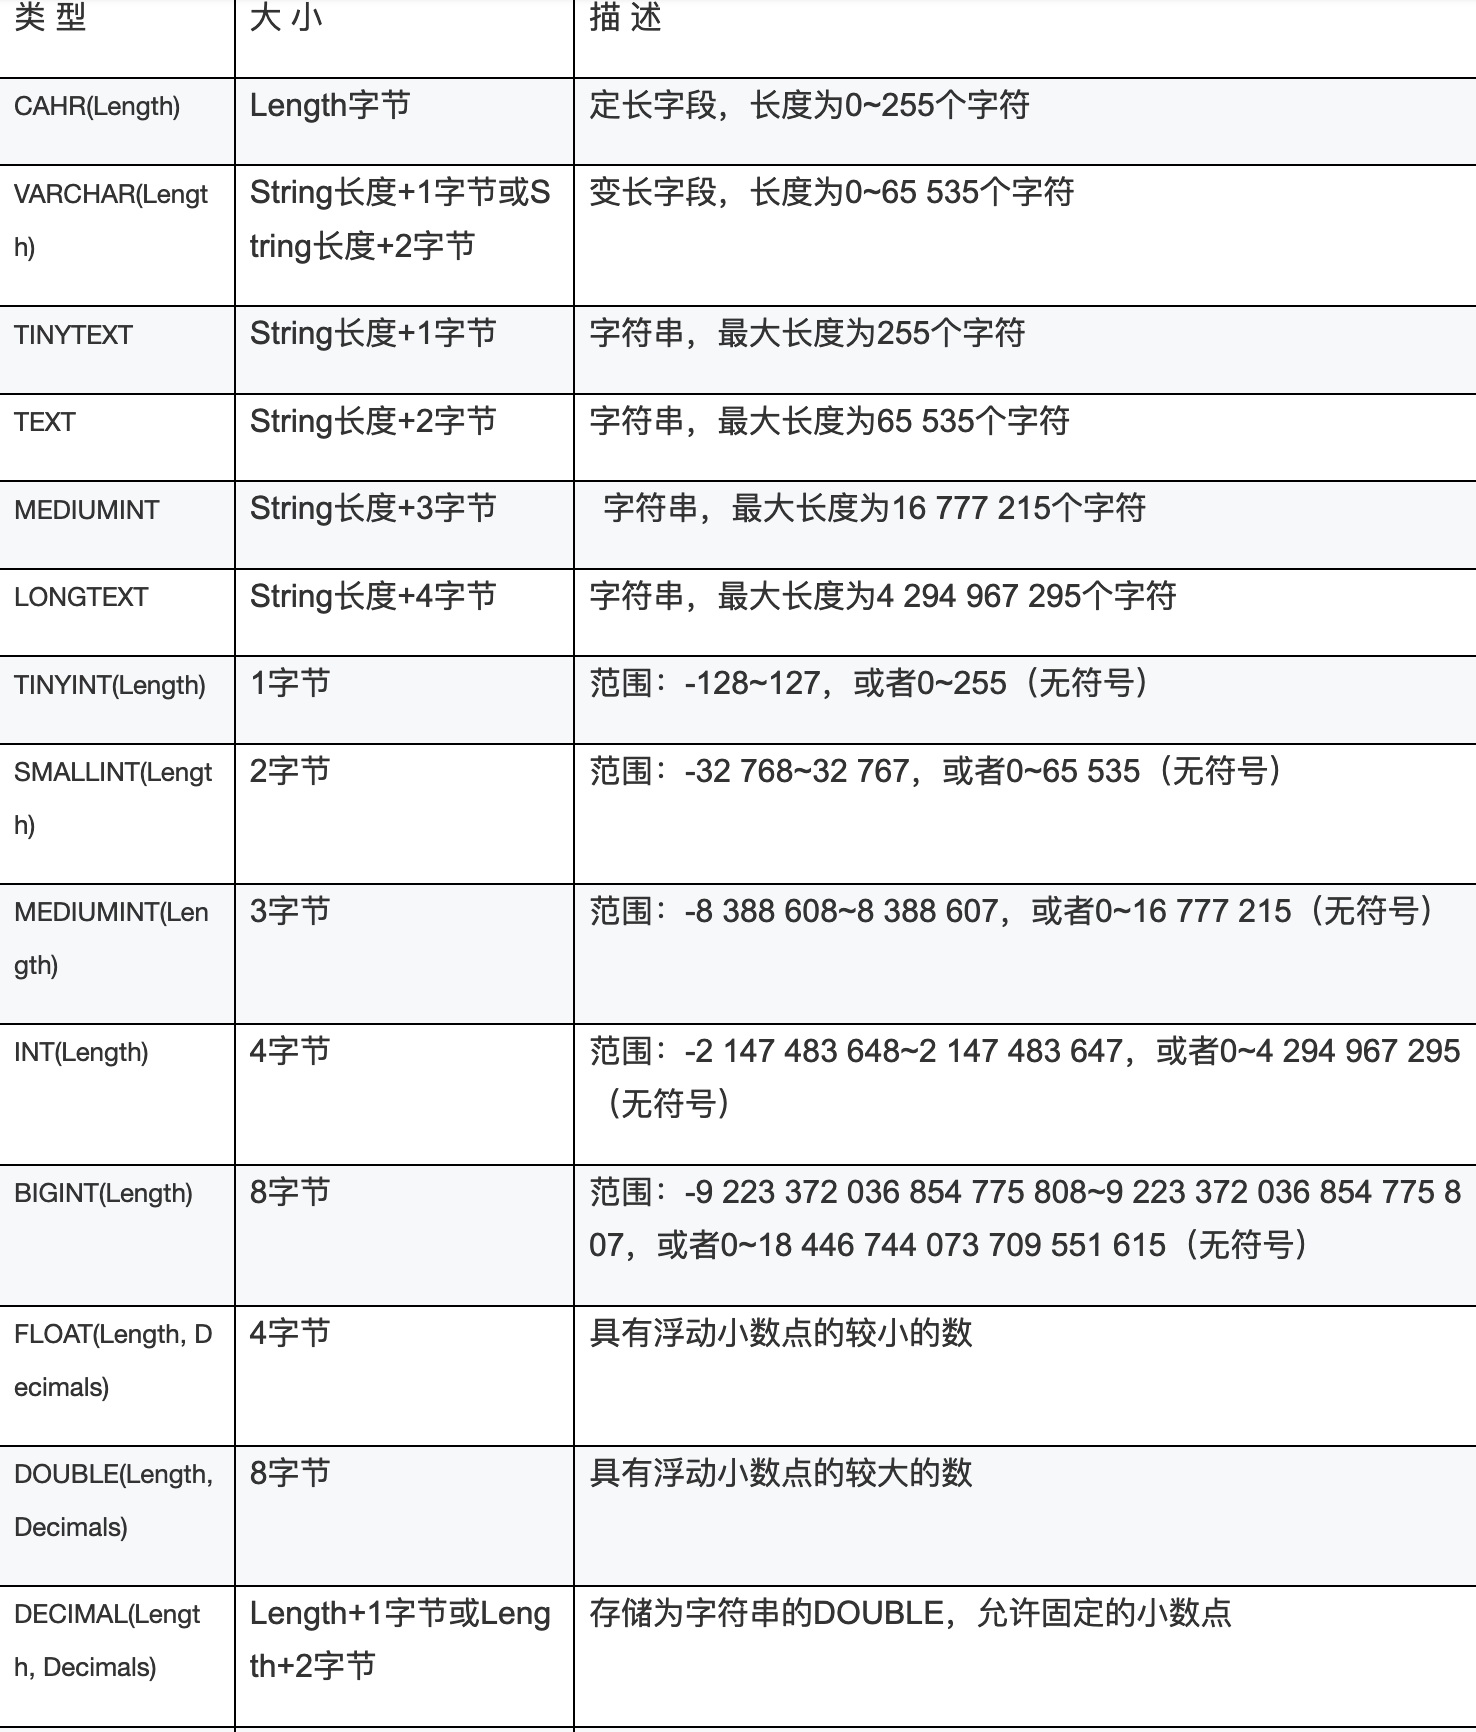 类 型 大 小 描 述
CAHR(Length) Length字节 定长字段，长度为0~255个字符
VARCHAR(Lengt String长度+1字节或S 变长字段，长度为0~65 535个字符
h) tring长度+2字节
TINYTEXT String长度+1字节 字符串，最大长度为255个字符
TEXT String长度+2字节 字符串，最大长度为65 535个字符
MEDIUMINT String长度+3字节 字符串，最大长度为16 777 215个字符
LONGTEXT String长度+4字节 字符串，最大长度为4 294 967 295个字符
TINYINT(Length) 1字节 范围：-128~127，或者0~255（无符号）
SMALLINT(Lengt 2字节 范围：-32 768~32 767，或者0~65 535（无符号）
h)
MEDIUMINT(Len 3字节 范围：-8 388 608~8 388 607，或者0~16 777 215（无符号）
gth)
INT(Length) 4字节 范围：-2 147 483 648~2 147 483 647，或者0~4 294 967 295
（无符号）
BIGINT(Length) 8字节 范围：-9 223 372 036 854 775 808~9 223 372 036 854 775 8
07，或者0~18 446 744 073 709 551 615（无符号）
FLOAT(Length, D 4字节 具有浮动小数点的较小的数
ecimals)
DOUBLE(Length, 8字节 具有浮动小数点的较大的数
Decimals)
DECIMAL(Lengt Length+1字节或Leng 存储为字符串的DOUBLE，允许固定的小数点
h, Decimals) th+2字节